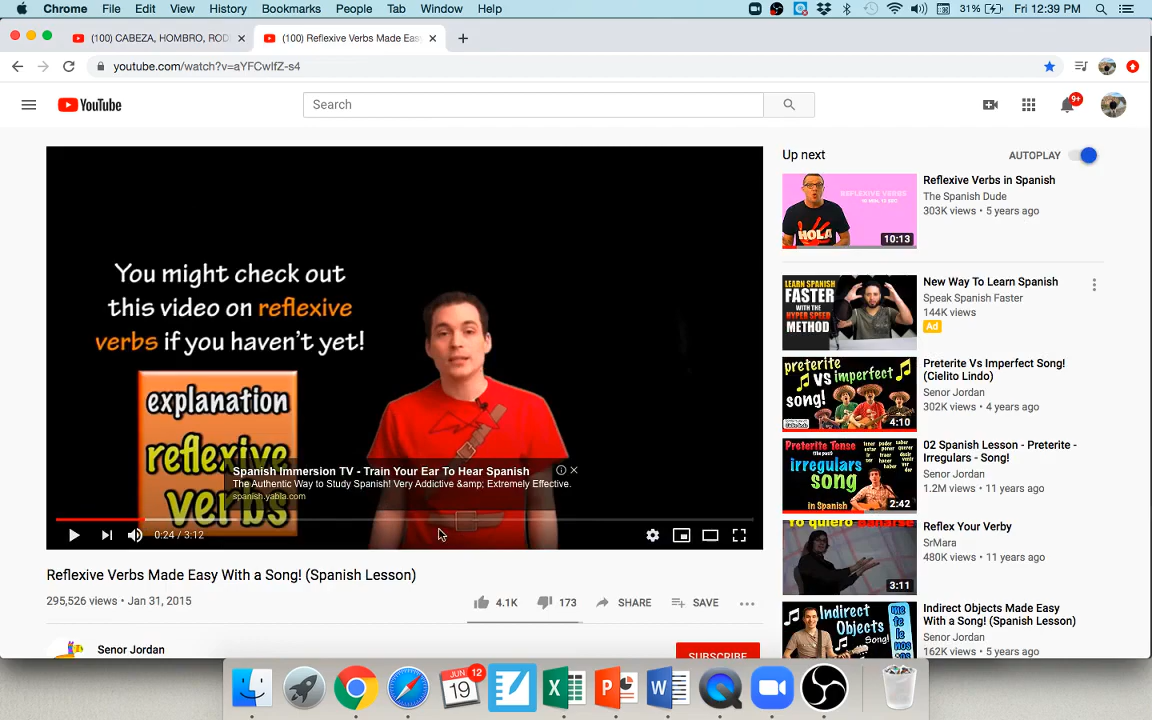 Chrome File Edit View History Bookmarks People Tab Window Help 31% Fri 12:39 PM
(100) CABEZA, HOMBRO, ROD (100) Reflexive Verbs Made Eas
youtube.com/watch?v=aYFCwIfZ-s4
YouTube Search 9+
You might check out
this video on reflexive
verbs if you haven't yet!
explanation
reflexive
verbs
Spanish Immersion TV - Train Your Ear To Hear Spanish
The Authentic Way to Study Spanish! Very Addictive &amp; Extremely Effective.
spanish.yabla.com
0:24 / 3:12
Reflexive Verbs Made Easy With a Song! (Spanish Lesson)
295,526 views • Jan 31, 2015
4.1K 173 SHARE SAVE
Senor Jordan
SUBSCRIBE
Up next AUTOPLAY
REFLEXIVE VERBS
HOLA
10:13
Reflexive Verbs in Spanish
The Spanish Dude
303K views • 5 years ago
LEARN SPANISH
FASTER
WITH THE
HYPER SPEED
METHOD
New Way To Learn Spanish
Speak Spanish Faster
144K views
Ad
preterite
vs
imperfect
song!
4:10
Preterite Vs Imperfect Song!
(Cielito Lindo)
Senor Jordan
302K views • 4 years ago
Preterite Tense
irregulars
song
2:42
02 Spanish Lesson - Preterite -
Irregulars - Song!
Senor Jordan
1.2M views • 11 years ago
Yo quiero bañarse
3:11
Reflex Your Verby
SrMara
480K views • 11 years ago
Indirect
Objects
Song!
me
te
le
nos
Indirect Objects Made Easy
With a Song! (Spanish Lesson)
Senor Jordan
162K views • 5 years ago
JUN 12
19